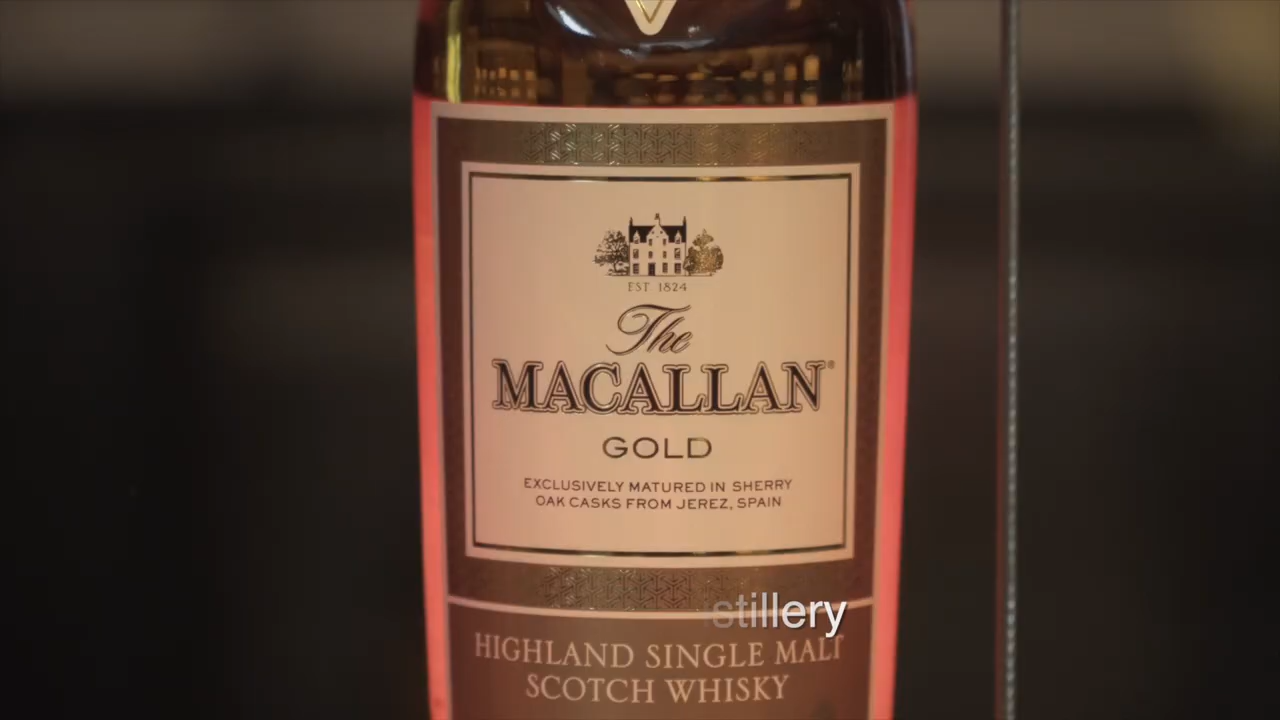 EST 1824
The
MACALLAN®
GOLD
EXCLUSIVELY MATURED IN SHERRY
OAK CASKS FROM JEREZ, SPAIN
stillery
HIGHLAND SINGLE MALT
SCOTCH WHISKY